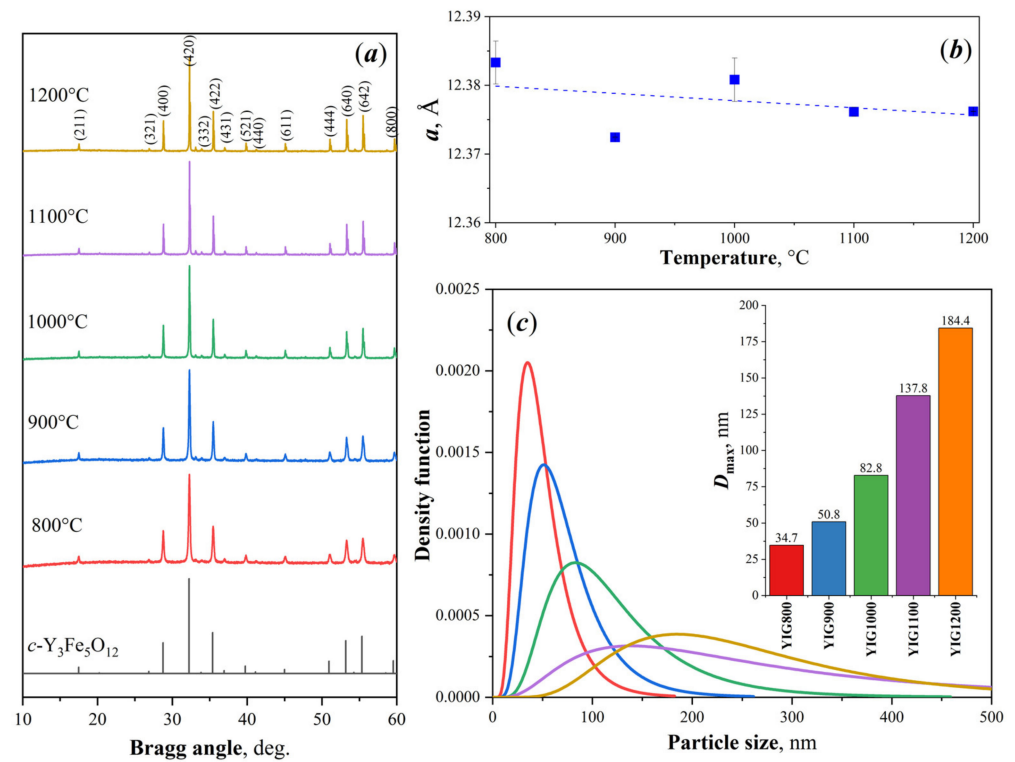 (a)
1200°C
(211)
(321)
(400)
(420)
(332)
(422)
(431)
(521)
(440)
(611)
(444)
(640)
(642)
(800)
1100°C
1000°C
900°C
800°C
c-Y₃Fe₅O₁₂
10 20 30 40 50 60
Bragg angle, deg.
(b)
12.39
12.38
12.37
12.36
a, Å
800 900 1000 1100 1200
Temperature, °C
(c)
0.0025
0.0020
0.0015
0.0010
0.0005
0.0000
Density function
0 100 200 300 400 500
Particle size, nm
200
175
150
125
100
75
50
25
0
Dmax, nm
34.7
50.8
82.8
137.8
184.4
YIG800
YIG900
YIG1000
YIG1100
YIG1200